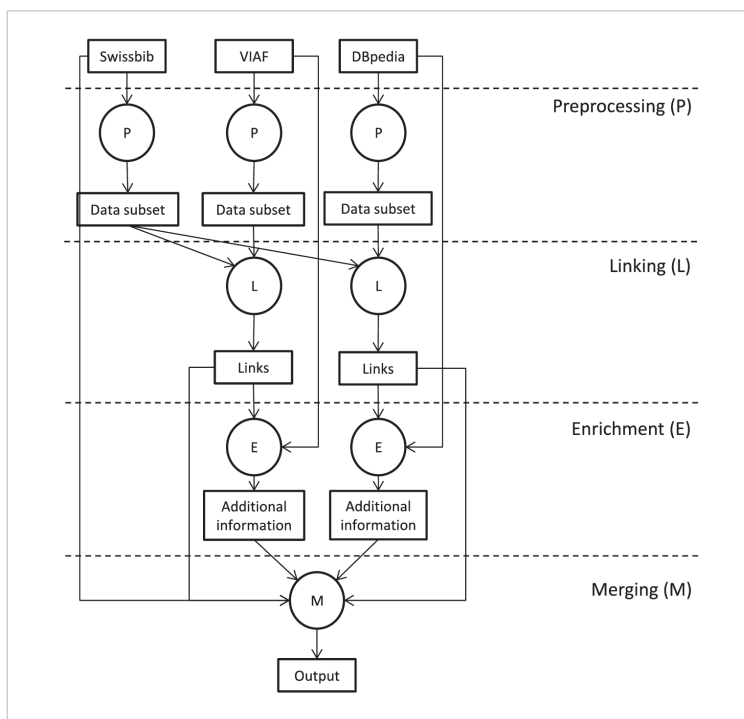 Swissbib
VIAF
DBpedia
Preprocessing (P)
P
P
P
Data subset
Data subset
Data subset
Linking (L)
L
L
Links
Links
Enrichment (E)
E
E
Additional
information
Additional
information
Merging (M)
M
Output